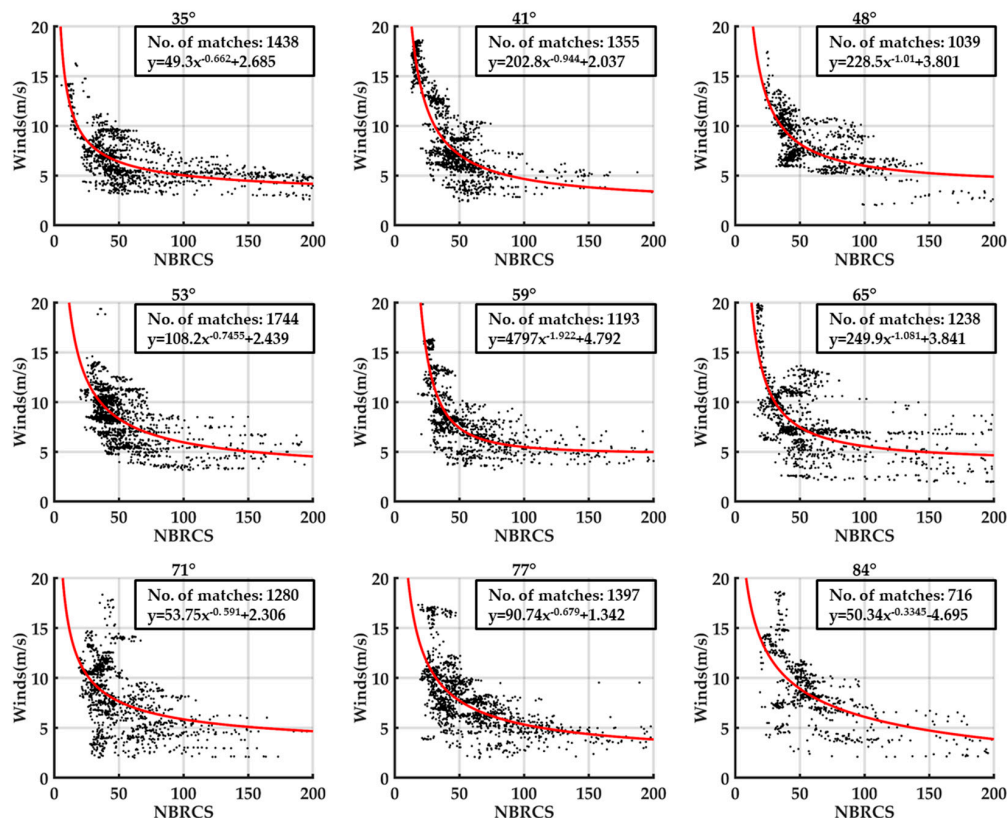 35°
No. of matches: 1438
y=49.3x^-0.662+2.685
Winds(m/s)
20
15
10
5
0
0 50 100 150 200
NBRCS
41°
No. of matches: 1355
y=202.8x^-0.944+2.037
Winds(m/s)
20
15
10
5
0
0 50 100 150 200
NBRCS
48°
No. of matches: 1039
y=228.5x^-1.01+3.801
Winds(m/s)
20
15
10
5
0
0 50 100 150 200
NBRCS
53°
No. of matches: 1744
y=108.2x^-0.7455+2.439
Winds(m/s)
20
15
10
5
0
0 50 100 150 200
NBRCS
59°
No. of matches: 1193
y=4797x^-1.922+4.792
Winds(m/s)
20
15
10
5
0
0 50 100 150 200
NBRCS
65°
No. of matches: 1238
y=249.9x^-1.081+3.841
Winds(m/s)
20
15
10
5
0
0 50 100 150 200
NBRCS
71°
No. of matches: 1280
y=53.75x^-0.591+2.306
Winds(m/s)
20
15
10
5
0
0 50 100 150 200
NBRCS
77°
No. of matches: 1397
y=90.74x^-0.679+1.342
Winds(m/s)
20
15
10
5
0
0 50 100 150 200
NBRCS
84°
No. of matches: 716
y=50.34x^-0.3345-4.695
Winds(m/s)
20
15
10
5
0
0 50 100 150 200
NBRCS